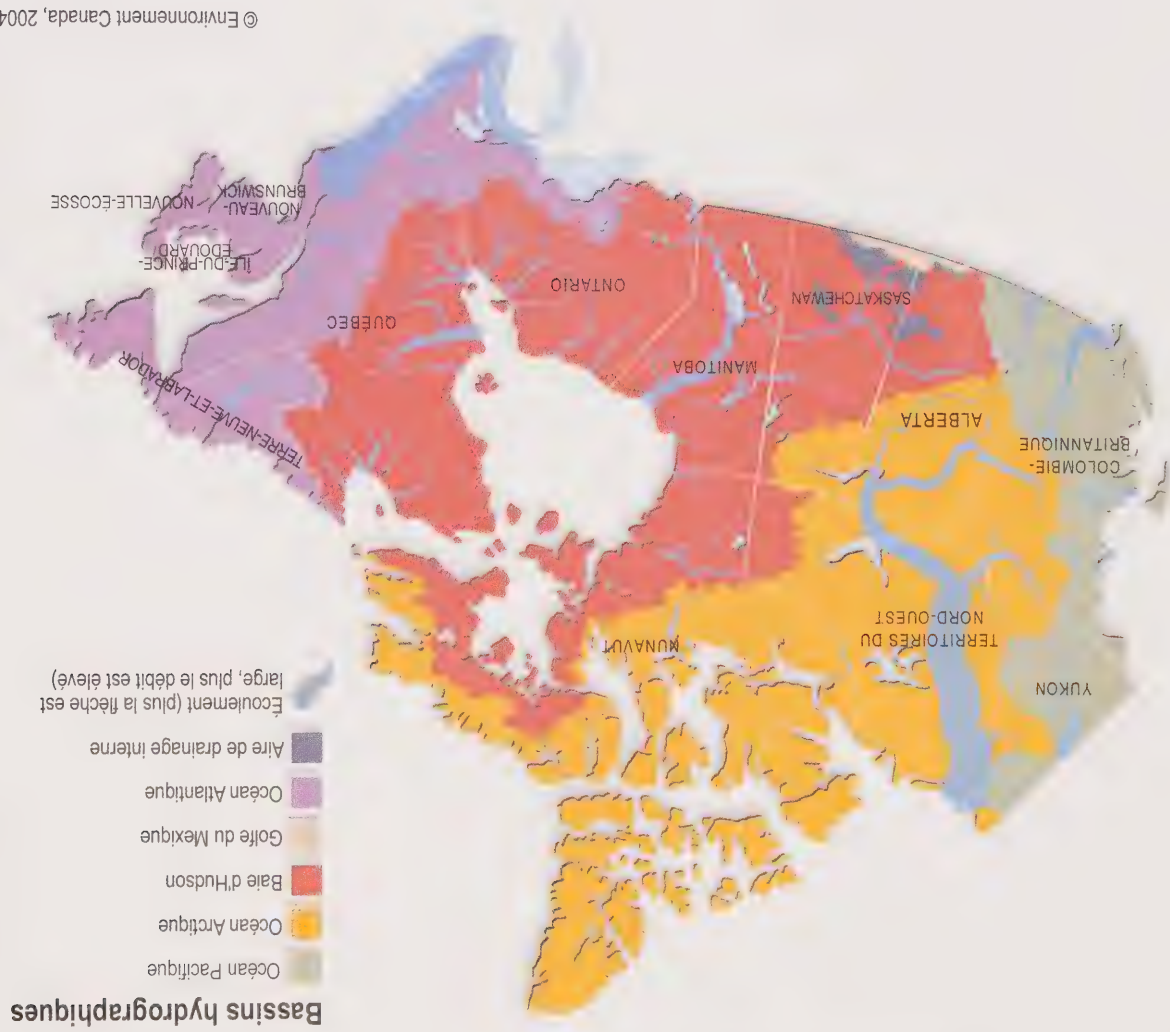 Bassins hydrographiques
Océan Pacifique
Océan Arctique
Baie d'Hudson
Golfe du Mexique
Océan Atlantique
Aire de drainage interne
Écoulement (plus la flèche est
large, plus le débit est élevé)
YUKON
TERRITOIRES DU
NORD-OUEST
NUNAVUT
COLOMBIE-
BRITANNIQUE
ALBERTA
SASKATCHEWAN
MANITOBA
ONTARIO
QUÉBEC
TERRE-NEUVE-ET-LABRADOR
ÎLE-DU-PRINCE-
ÉDOUARD
NOUVEAU-
BRUNSWICK
NOUVELLE-ÉCOSSE
© Environnement Canada, 2004